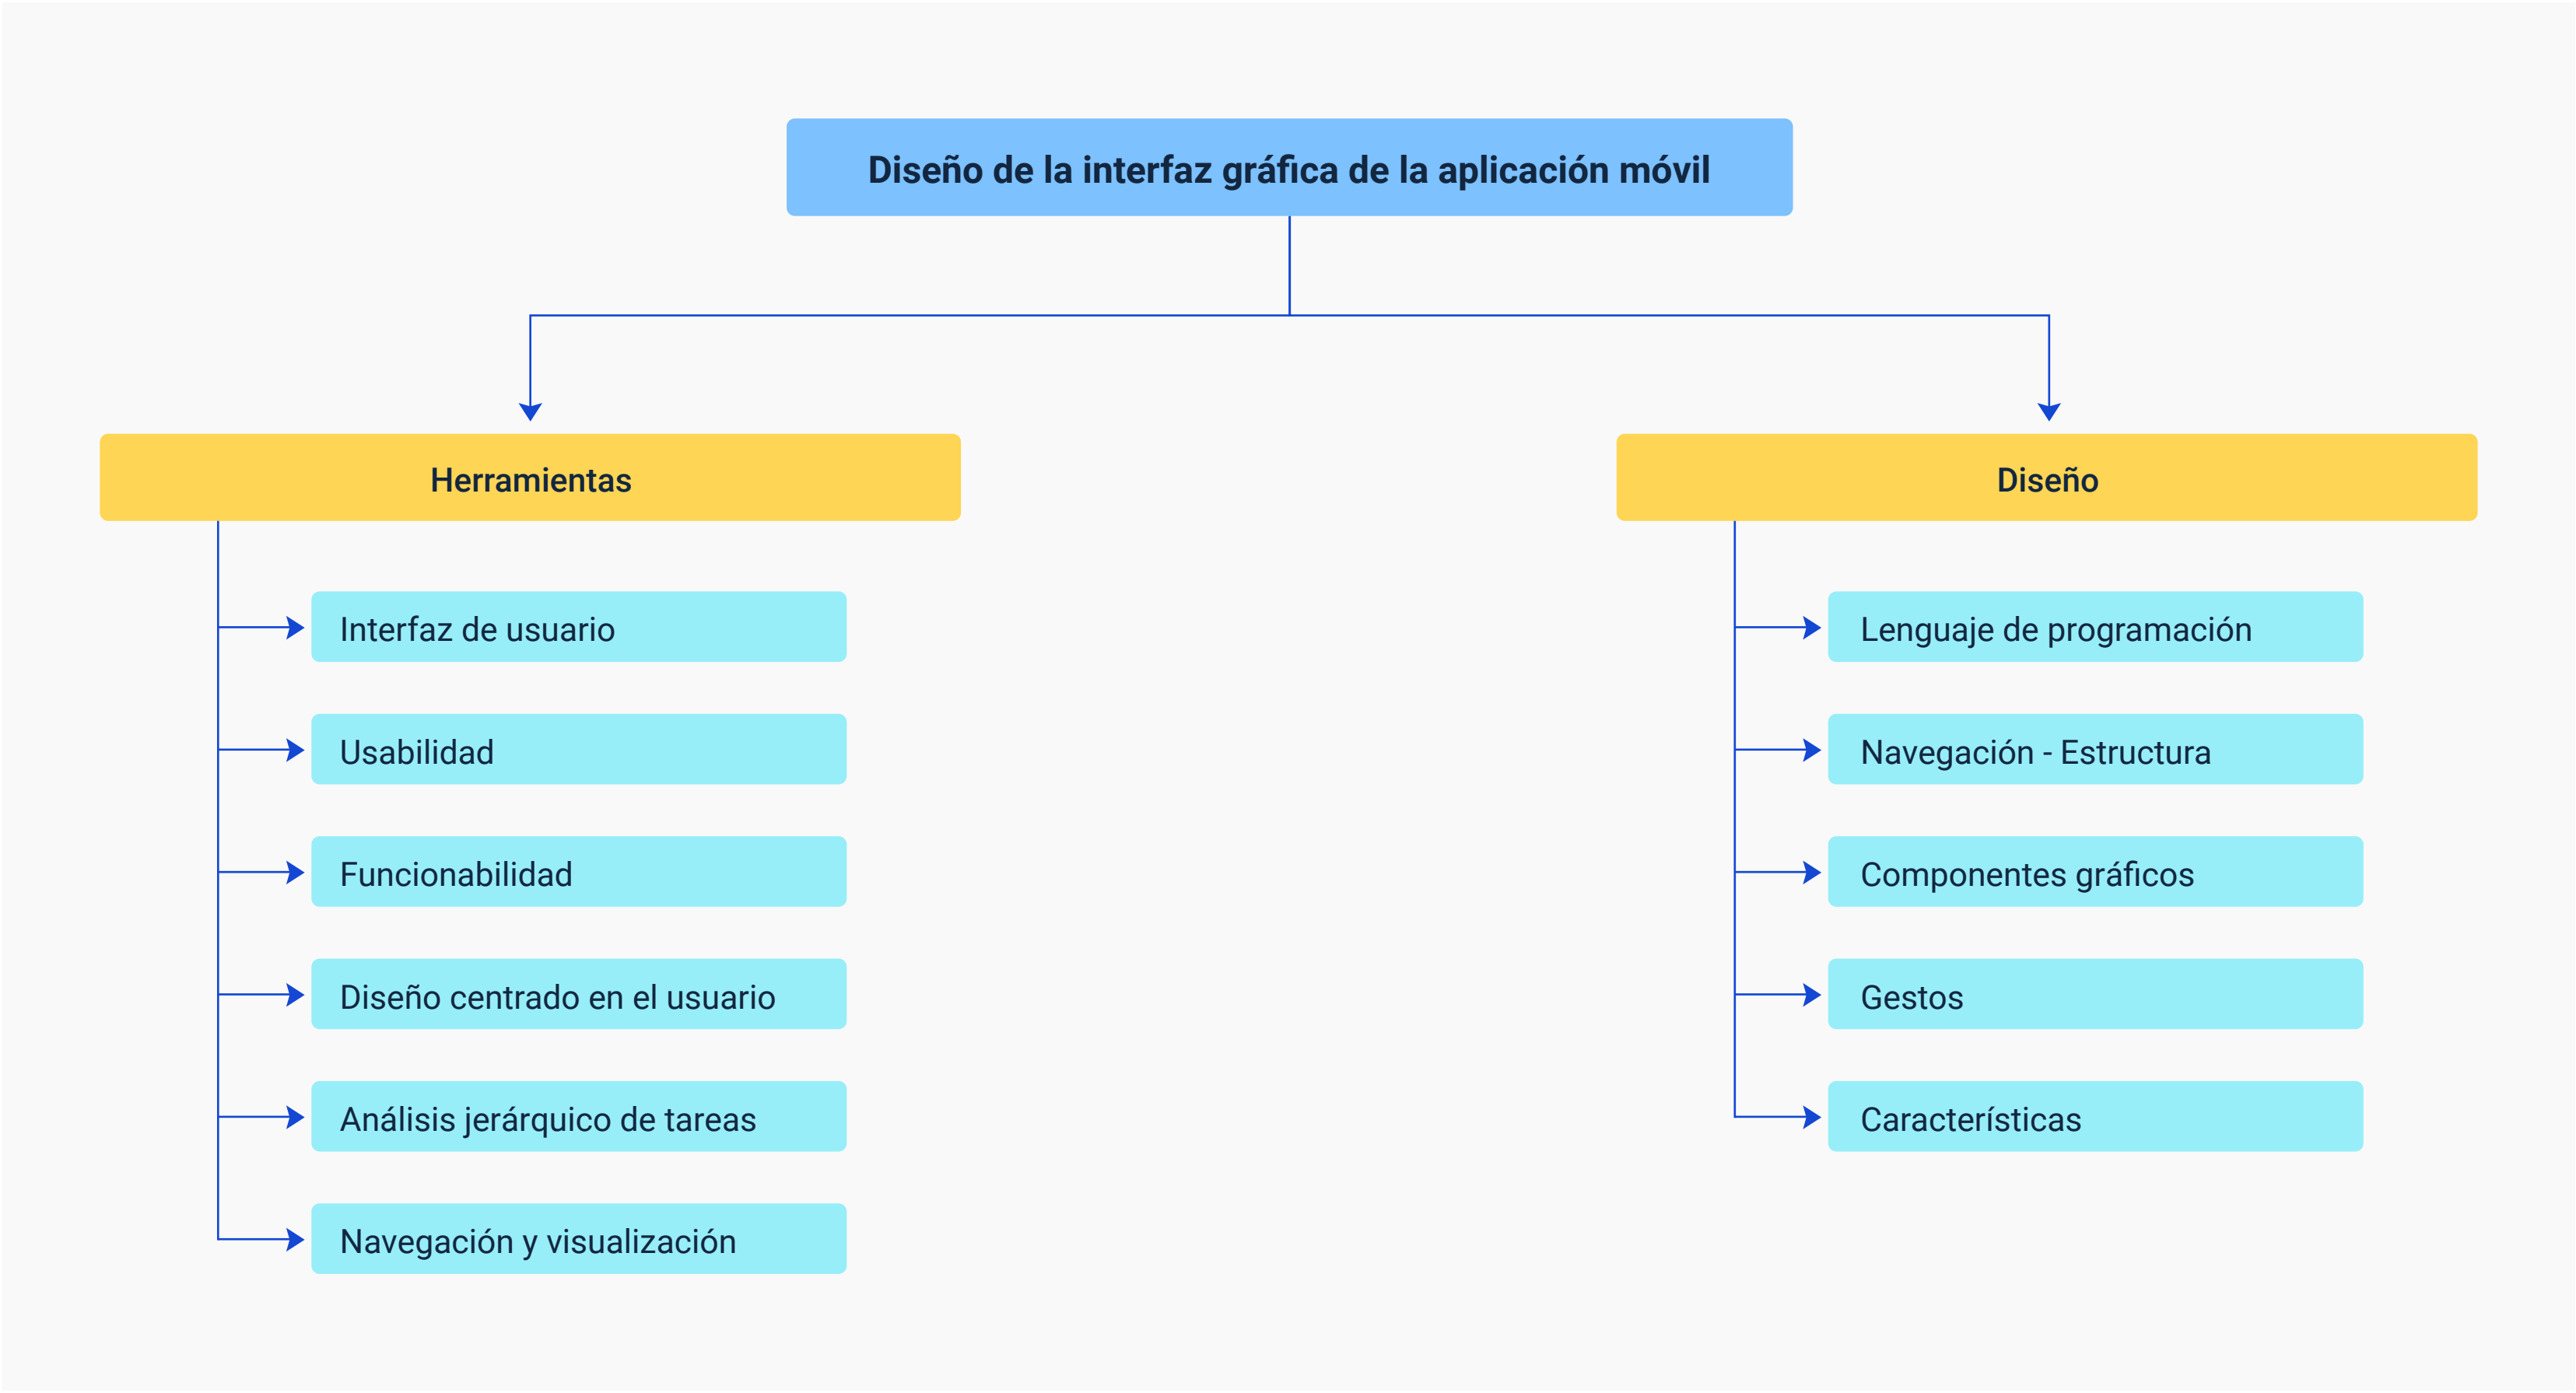 Diseño de la interfaz gráfica de la aplicación móvil
Herramientas
Interfaz de usuario
Usabilidad
Funcionabilidad
Diseño centrado en el usuario
Análisis jerárquico de tareas
Navegación y visualización
Diseño
Lenguaje de programación
Navegación - Estructura
Componentes gráficos
Gestos
Características